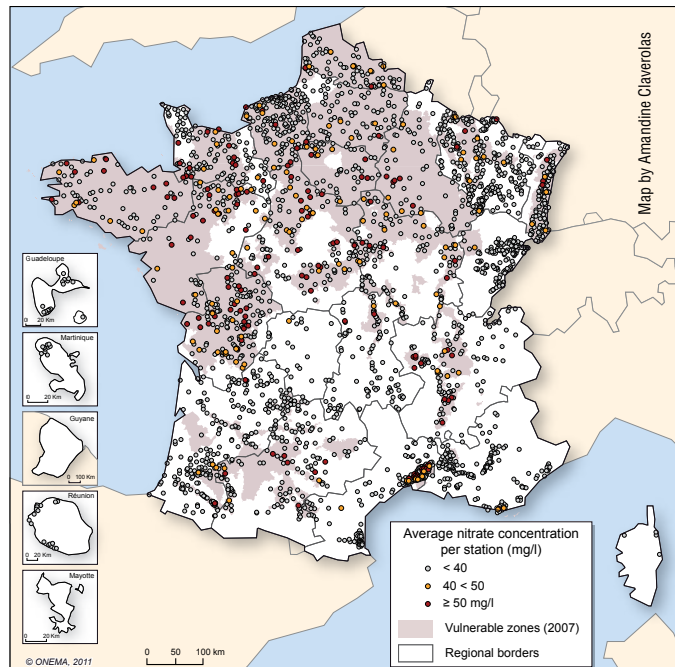 Map by Amandine Claverolas
Guadeloupe
0 20 Km
Martinique
0 20 Km
Guyane
0 100 Km
Réunion
0 20 Km
Mayotte
0 20 Km
© ONEMA, 2011
0 50 100 km
Average nitrate concentration
per station (mg/l)
< 40
40 < 50
≥ 50 mg/l
Vulnerable zones (2007)
Regional borders